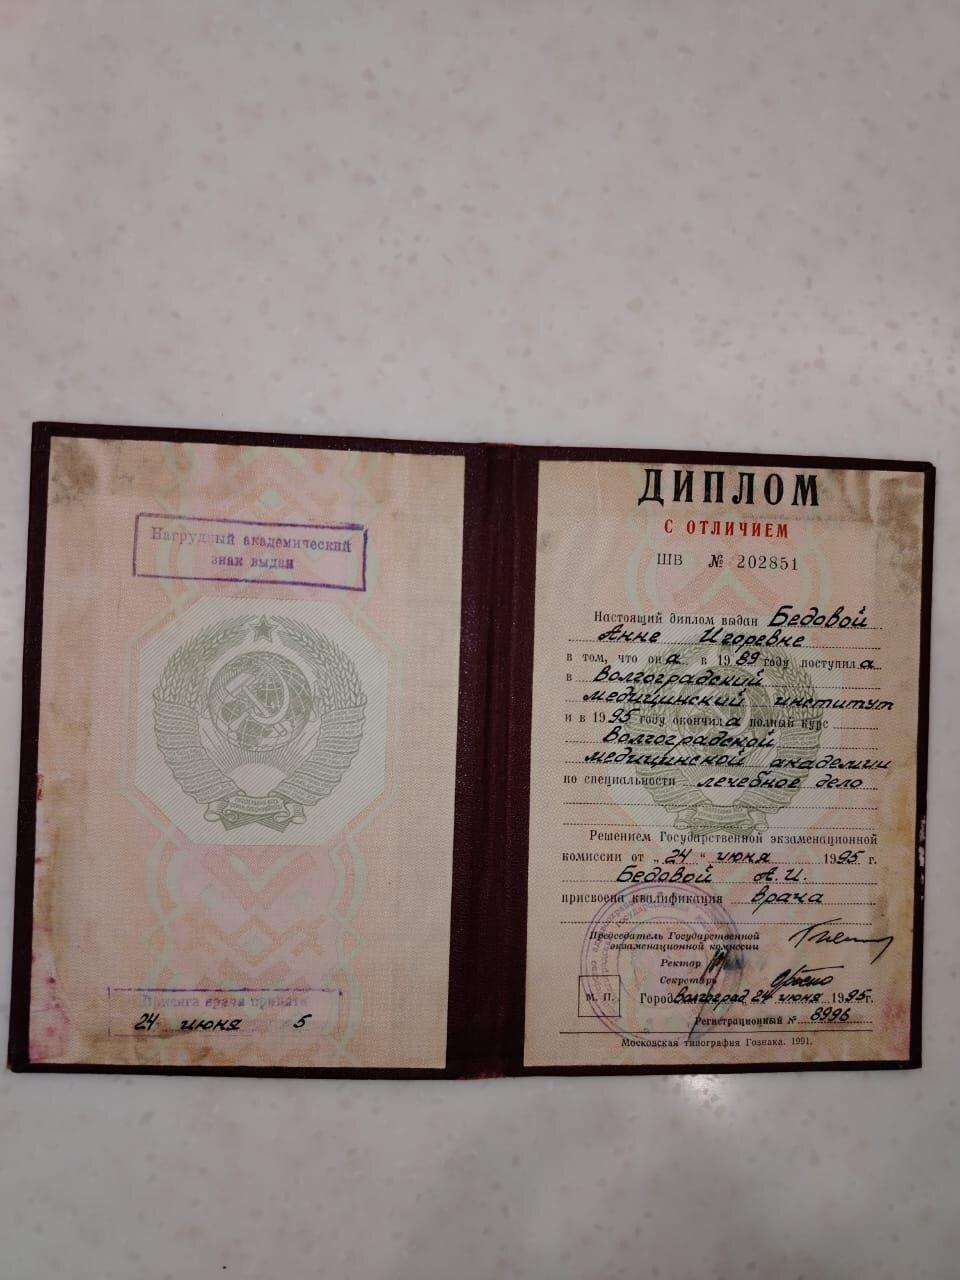 Нагрудный академический
знак выдан
Присяга врача принята
24 июня 5
ДИПЛОМ
С ОТЛИЧИЕМ
ШВ № 202851
Настоящий диплом выдан Бедовой
Анне Игоревне
в том, что она в 1989 году поступила
в Волгоградский
медицинский институт
и в 1995 году окончила полный курс
Волгоградской
медицинской академии
по специальности лечебное дело
Решением Государственной экзаменационной
комиссии от „24“ июня 1995 г.
Бедовой А.И.
присвоена квалификация врача
Председатель Государственной
экзаменационной комиссии
Ректор
Секретарь
М. П. Город Волгоград 24 июня 1995г.
Регистрационный № 8996
Московская типография Гознака. 1991.